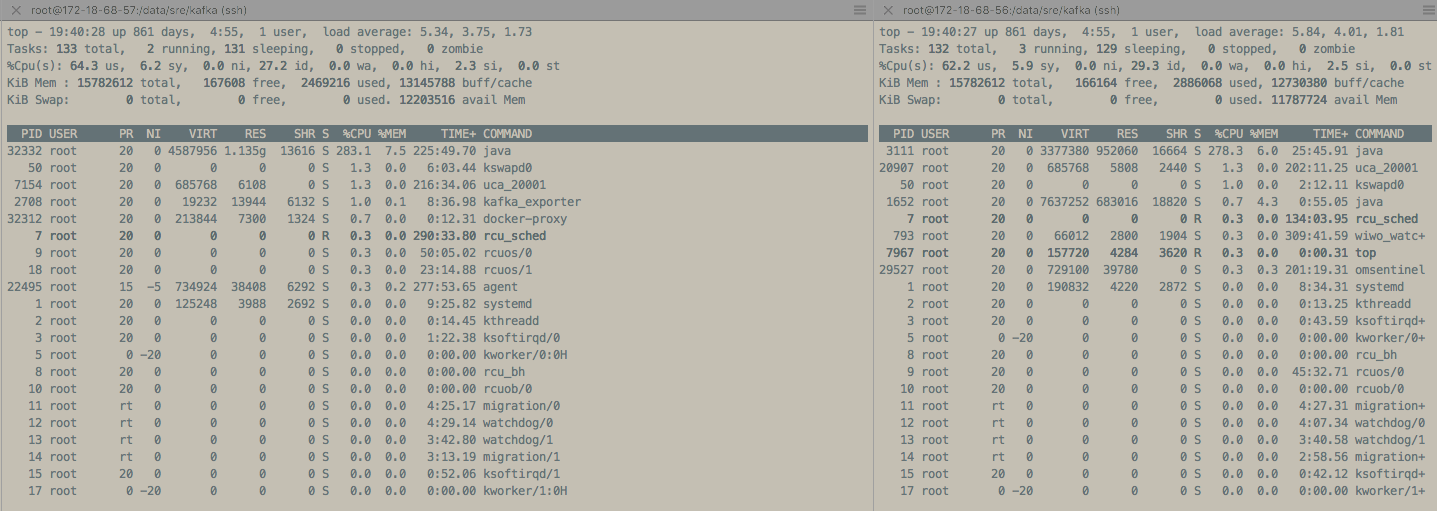 root@172-18-68-57:/data/sre/kafka (ssh)
top - 19:40:28 up 861 days,  4:55,  1 user,  load average: 5.34, 3.75, 1.73
Tasks: 133 total,   2 running, 131 sleeping,   0 stopped,   0 zombie
%Cpu(s): 64.3 us,  6.2 sy,  0.0 ni, 27.2 id,  0.0 wa,  0.0 hi,  2.3 si,  0.0 st
KiB Mem : 15782612 total,   167608 free,  2469216 used, 13145788 buff/cache
KiB Swap:        0 total,        0 free,        0 used. 12203516 avail Mem
PID USER      PR  NI    VIRT    RES    SHR S  %CPU %MEM     TIME+ COMMAND
32332 root      20   0 4587956 1.135g  13616 S 283.1  7.5 225:49.70 java
50 root      20   0       0      0      0 S   1.3  0.0   6:03.44 kswapd0
7154 root      20   0  685768   6108      0 S   1.3  0.0 216:34.06 uca_20001
2708 root      20   0   19232  13944   6132 S   1.0  0.1   8:36.98 kafka_exporter
32312 root      20   0  213844   7300   1324 S   0.7  0.0   0:12.31 docker-proxy
7 root      20   0       0      0      0 R   0.3  0.0 290:33.80 rcu_sched
9 root      20   0       0      0      0 S   0.3  0.0  50:05.02 rcuos/0
18 root      20   0       0      0      0 S   0.3  0.0  23:14.88 rcuos/1
22495 root      15  -5  734924  38408   6292 S   0.3  0.2 277:53.65 agent
1 root      20   0  125248   3988   2692 S   0.0  0.0   9:25.82 systemd
2 root      20   0       0      0      0 S   0.0  0.0   0:14.45 kthreadd
3 root      20   0       0      0      0 S   0.0  0.0   1:22.38 ksoftirqd/0
5 root       0 -20       0      0      0 S   0.0  0.0   0:00.00 kworker/0:0H
8 root      20   0       0      0      0 S   0.0  0.0   0:00.00 rcu_bh
10 root      20   0       0      0      0 S   0.0  0.0   0:00.00 rcuob/0
11 root      rt   0       0      0      0 S   0.0  0.0   4:25.17 migration/0
12 root      rt   0       0      0      0 S   0.0  0.0   4:29.14 watchdog/0
13 root      rt   0       0      0      0 S   0.0  0.0   3:42.80 watchdog/1
14 root      rt   0       0      0      0 S   0.0  0.0   3:13.19 migration/1
15 root      20   0       0      0      0 S   0.0  0.0   0:52.06 ksoftirqd/1
17 root       0 -20       0      0      0 S   0.0  0.0   0:00.00 kworker/1:0H
root@172-18-68-56:/data/sre/kafka (ssh)
top - 19:40:27 up 861 days,  4:55,  1 user,  load average: 5.84, 4.01, 1.81
Tasks: 132 total,   3 running, 129 sleeping,   0 stopped,   0 zombie
%Cpu(s): 62.2 us,  5.9 sy,  0.0 ni, 29.3 id,  0.0 wa,  0.0 hi,  2.5 si,  0.0 st
KiB Mem : 15782612 total,   166164 free,  2886068 used, 12730380 buff/cache
KiB Swap:        0 total,        0 free,        0 used. 11787724 avail Mem
PID USER      PR  NI    VIRT    RES    SHR S  %CPU %MEM     TIME+ COMMAND
3111 root      20   0 3377380 952060  16664 S 278.3  6.0  25:45.91 java
20907 root      20   0  685768   5808   2440 S   1.3  0.0 202:11.25 uca_20001
50 root      20   0       0      0      0 S   1.0  0.0   2:12.11 kswapd0
1652 root      20   0 7637252 683016  18820 S   0.7  4.3   0:55.05 java
7 root      20   0       0      0      0 R   0.3  0.0 134:03.95 rcu_sched
793 root      20   0   66012   2800   1904 S   0.3  0.0 309:41.59 wiwo_watc+
7967 root      20   0  157720   4284   3620 R   0.3  0.0   0:00.31 top
29527 root      20   0  729100  39780      0 S   0.3  0.3 201:19.31 omsentinel
1 root      20   0  190832   4220   2872 S   0.0  0.0   8:34.31 systemd
2 root      20   0       0      0      0 S   0.0  0.0   0:13.25 kthreadd
3 root      20   0       0      0      0 S   0.0  0.0   0:43.59 ksoftirqd+
5 root       0 -20       0      0      0 S   0.0  0.0   0:00.00 kworker/0+
8 root      20   0       0      0      0 S   0.0  0.0   0:00.00 rcu_bh
9 root      20   0       0      0      0 S   0.0  0.0  45:32.71 rcuos/0
10 root      20   0       0      0      0 S   0.0  0.0   0:00.00 rcuob/0
11 root      rt   0       0      0      0 S   0.0  0.0   4:27.31 migration+
12 root      rt   0       0      0      0 S   0.0  0.0   4:07.34 watchdog/0
13 root      rt   0       0      0      0 S   0.0  0.0   3:40.58 watchdog/1
14 root      rt   0       0      0      0 S   0.0  0.0   2:58.56 migration+
15 root      20   0       0      0      0 S   0.0  0.0   0:42.12 ksoftirqd+
17 root       0 -20       0      0      0 S   0.0  0.0   0:00.00 kworker/1+